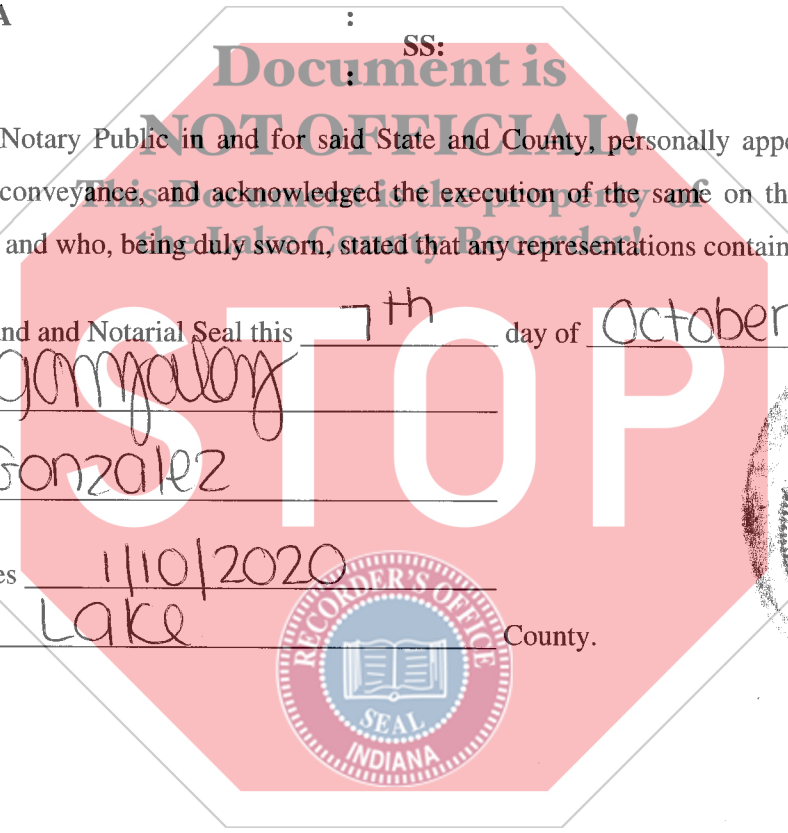 A :
SS:
Document is
:
NOT OFFICIAL!
Notary Public in and for said State and County, personally appe
This Document is the property of
conveyance, and acknowledged the execution of the same on th
the Lake County Recorder!
and who, being duly sworn, stated that any representations contain
and and Notarial Seal this 7th day of October
gonzalez
Gonzalez
STOP
es 1/10/2020
Lake County.
RECORDER'S OFFICE
SEAL
INDIANA